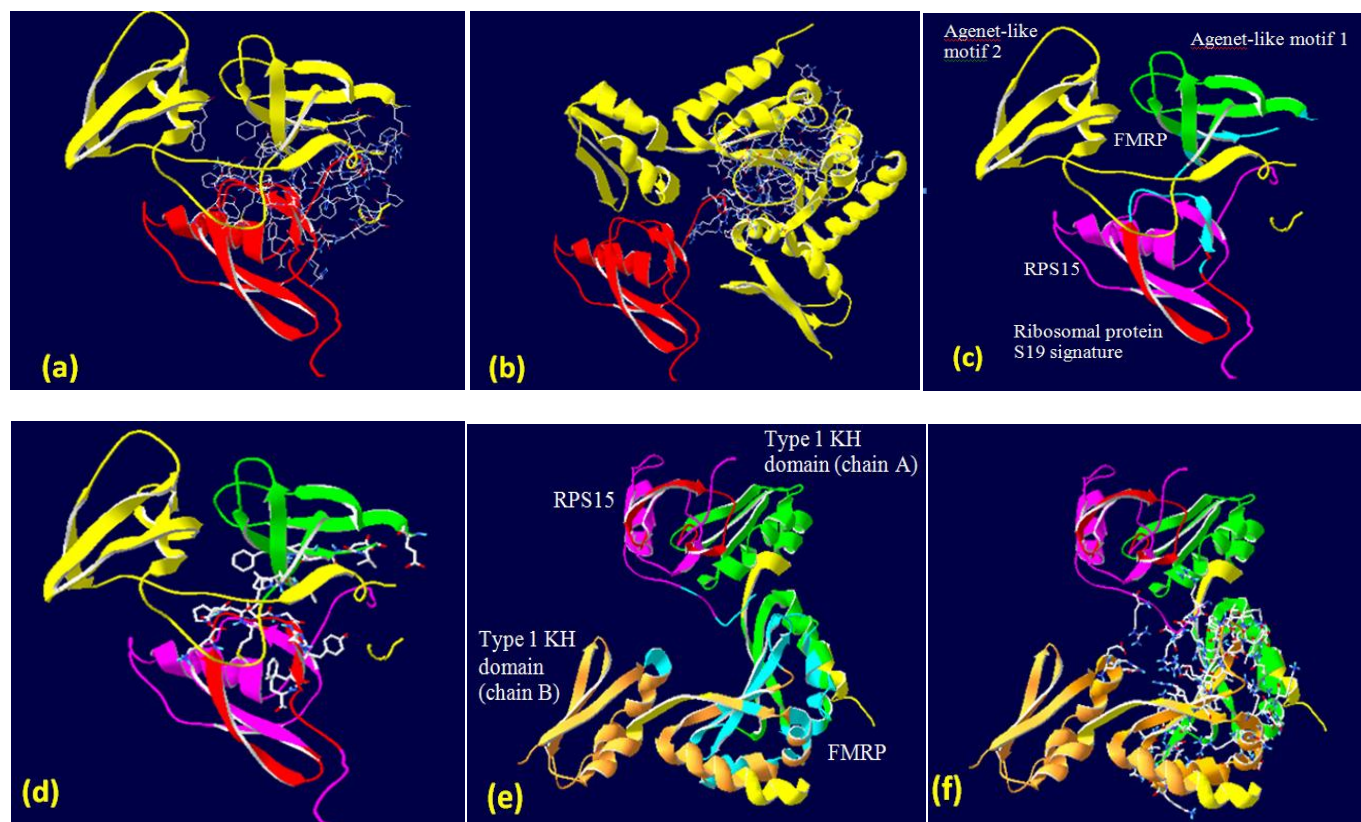 Agenet-like
motif 2
Agenet-like motif 1
FMRP
RPS15
Ribosomal protein
S19 signature
(a)
(b)
(c)
Type 1 KH
domain (chain A)
RPS15
Type 1 KH
domain
(chain B)
FMRP
(d)
(e)
(f)